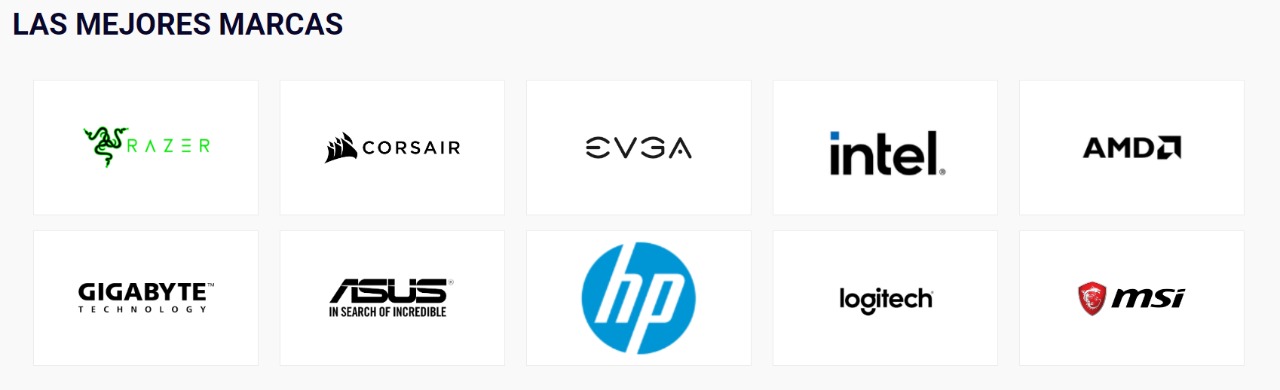 LAS MEJORES MARCAS
RAZER
CORSAIR
EVGA
intel®
AMD
GIGABYTE™
TECHNOLOGY
ASUS®
IN SEARCH OF INCREDIBLE
hp
logitech
msi